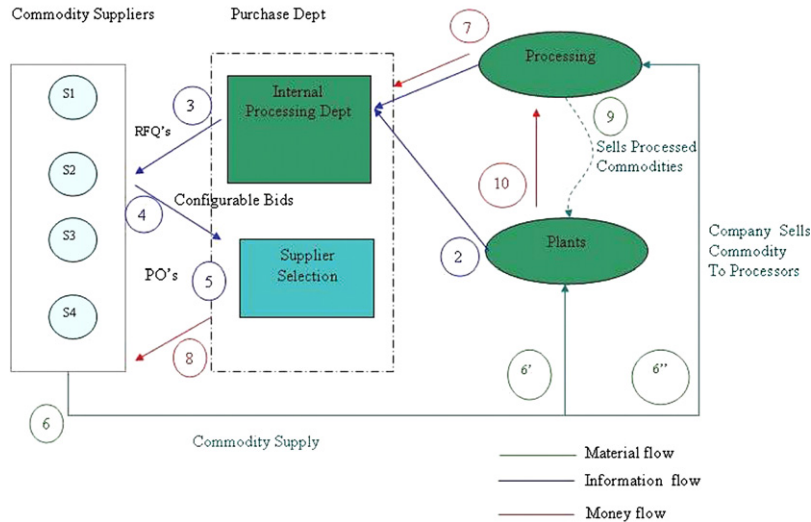 Commodity Suppliers
Purchase Dept
7
Processing
S1
Internal
Processing Dept
3
9
RFQ's
Sells Processed
Commodities
S2
10
Configurable Bids
4
S3
Plants
Company Sells
Commodity
To Processors
Supplier
Selection
2
PO's
5
S4
8
6'
6''
6
Commodity Supply
Material flow
Information flow
Money flow